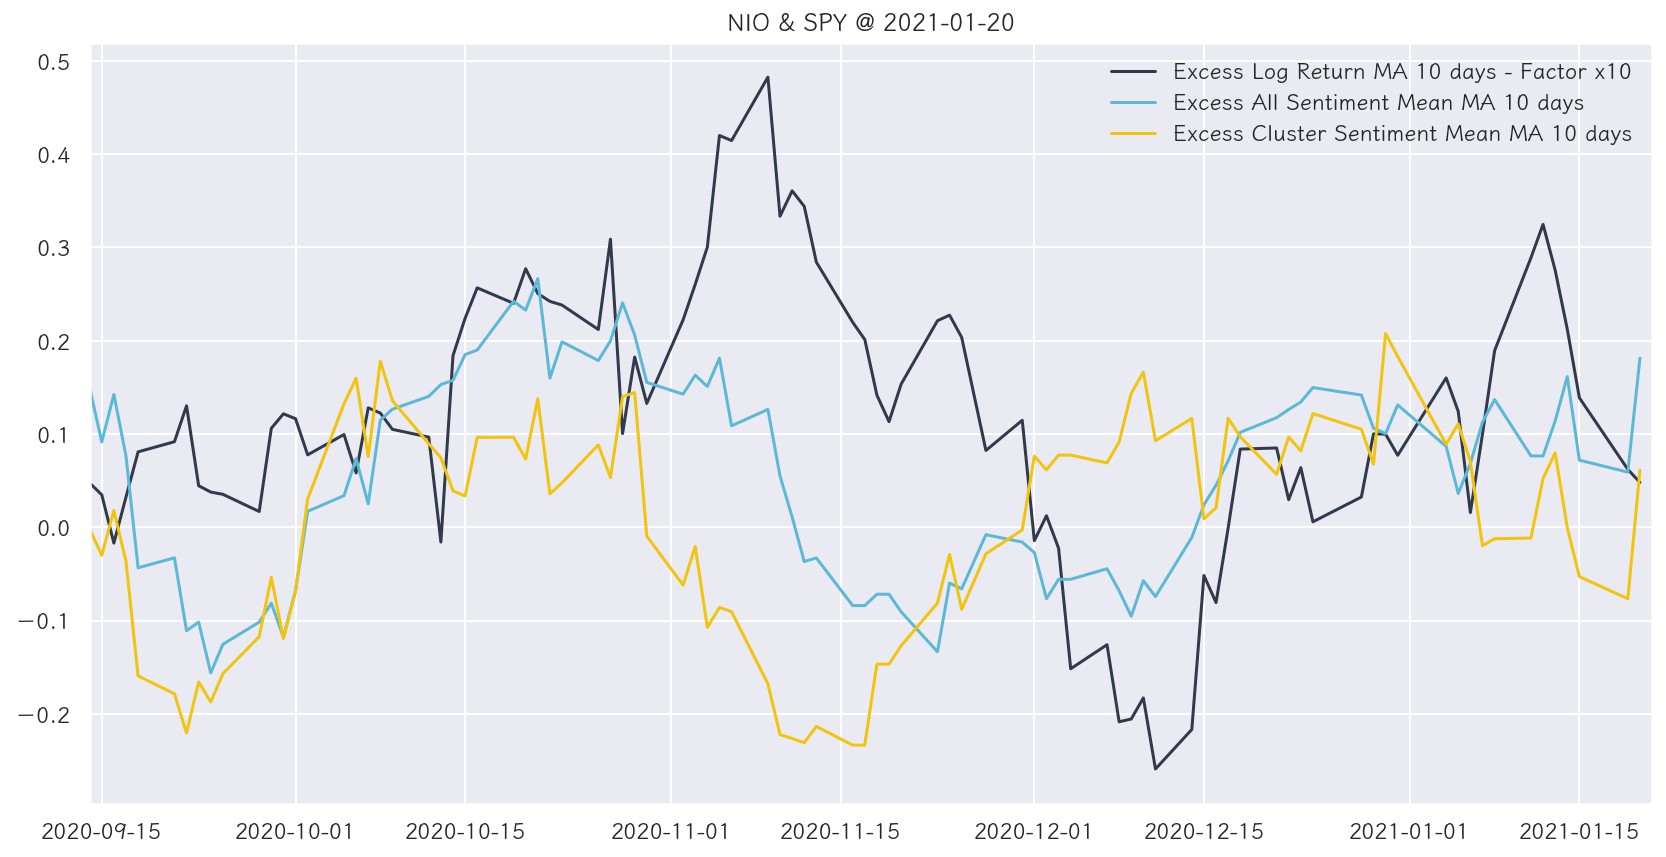 NIO & SPY @ 2021-01-20
Excess Log Return MA 10 days - Factor x10
Excess All Sentiment Mean MA 10 days
Excess Cluster Sentiment Mean MA 10 days
0.5
0.4
0.3
0.2
0.1
0.0
−0.1
−0.2
2020-09-15 2020-10-01 2020-10-15 2020-11-01 2020-11-15 2020-12-01 2020-12-15 2021-01-01 2021-01-15